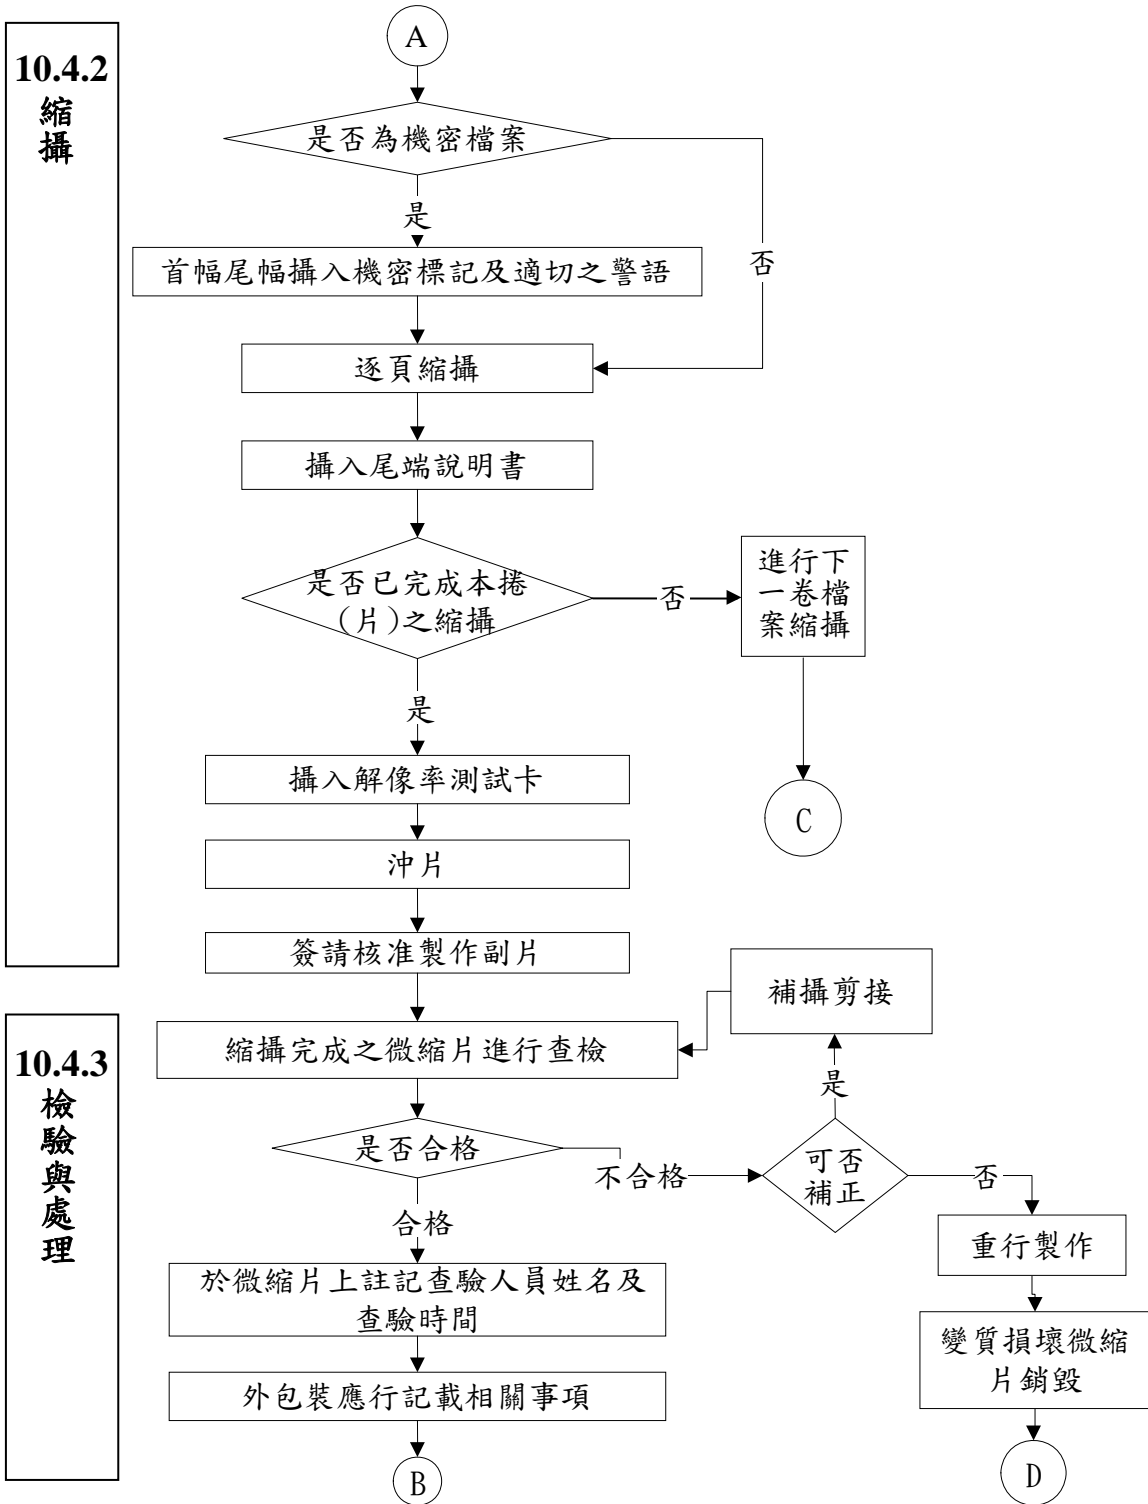 10.4.2
縮
攝
A
是否為機密檔案
是
否
首幅尾幅攝入機密標記及適切之警語
逐頁縮攝
攝入尾端說明書
是否已完成本捲
(片)之縮攝
否
進行下
一卷檔
案縮攝
是
C
攝入解像率測試卡
沖片
簽請核准製作副片
10.4.3
檢
驗
與
處
理
補攝剪接
縮攝完成之微縮片進行查檢
是
是否合格
不合格
可否
補正
否
合格
重行製作
於微縮片上註記查驗人員姓名及
查驗時間
變質損壞微縮
片銷毀
外包裝應行記載相關事項
B
D